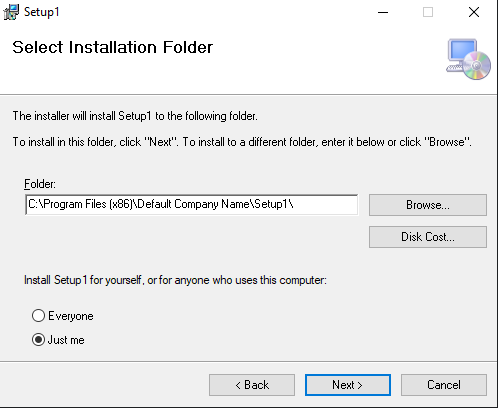 Setup1
Select Installation Folder
The installer will install Setup1 to the following folder.
To install in this folder, click "Next". To install to a different folder, enter it below or click "Browse".
Folder:
C:\Program Files (x86)\Default Company Name\Setup1\
Browse...
Disk Cost...
Install Setup1 for yourself, or for anyone who uses this computer:
Everyone
Just me
< Back
Next >
Cancel